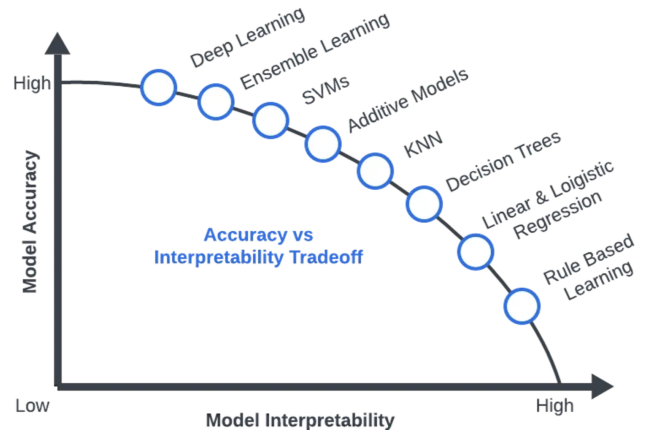 Deep Learning
Ensemble Learning
SVMs
Additive Models
KNN
Decision Trees
Linear & Loigistic
Regression
Rule Based
Learning
High
Model Accuracy
Accuracy vs
Interpretability Tradeoff
Low
High
Model Interpretability